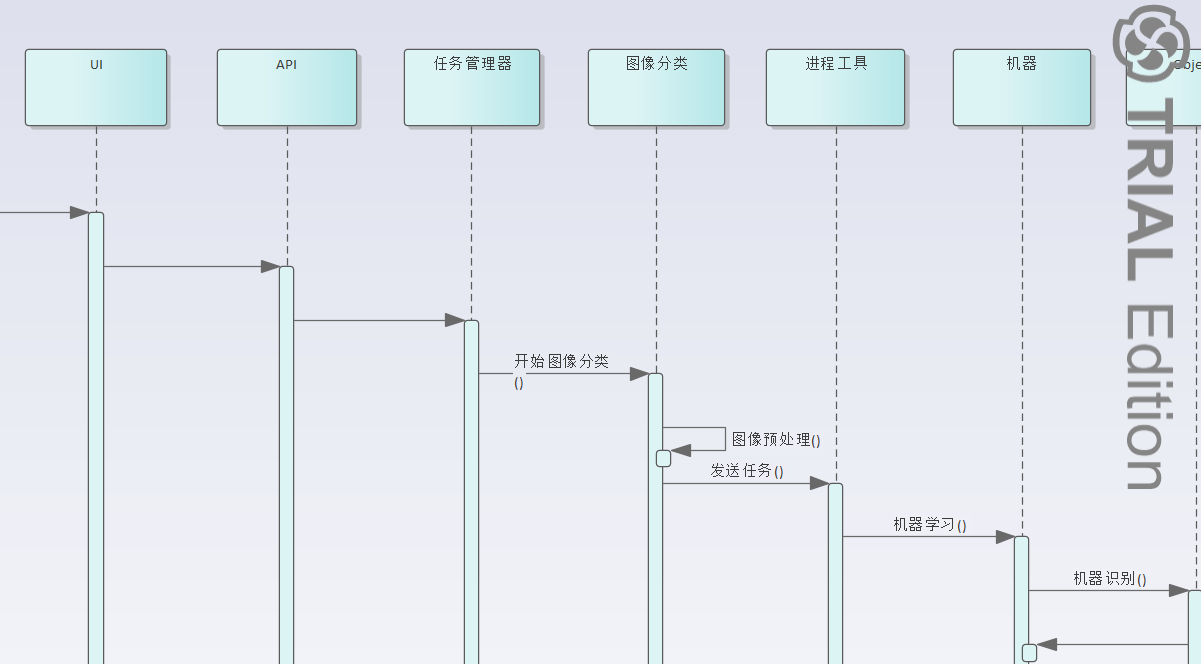 UI
API
任务管理器
图像分类
进程工具
机器
TRIAL Edition
开始图像分类
()
图像预处理()
发送任务()
机器学习()
机器识别()